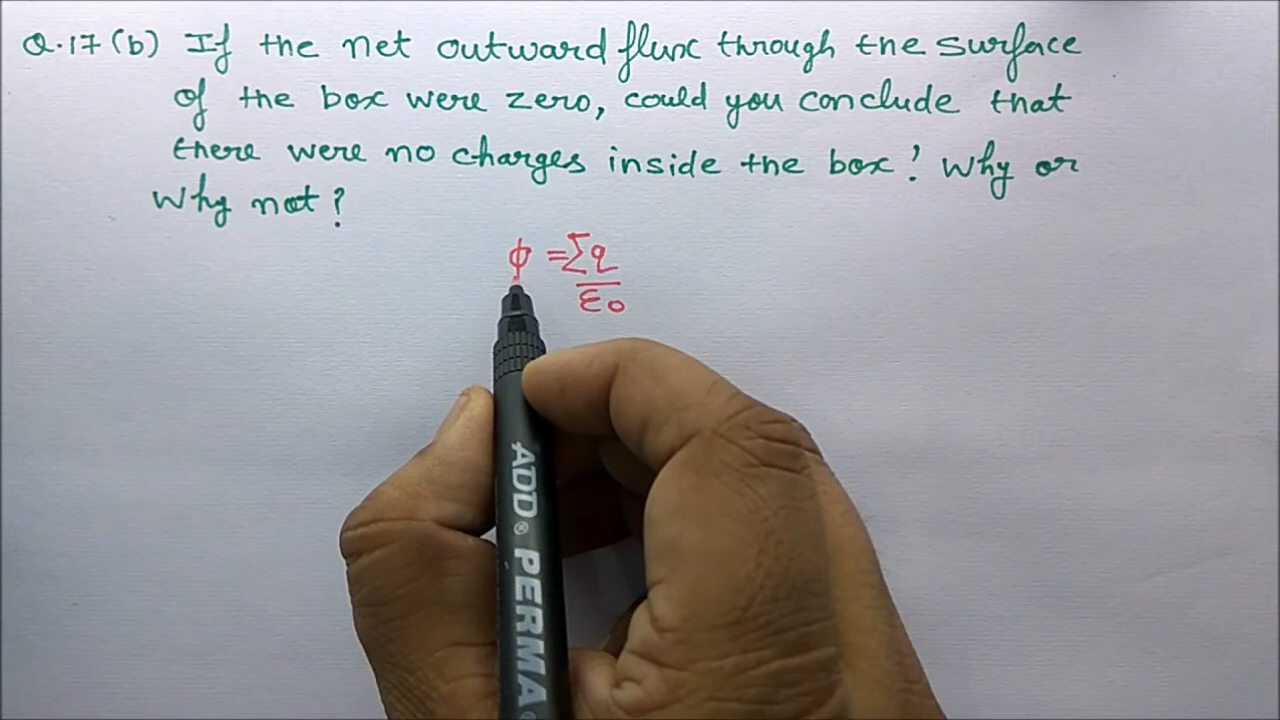 Q.17 (b) If the net outward flux through the surface
of the box were zero, could you conclude that
there were no charges inside the box? Why or
Why not?
ϕ = Σq
ε0
ADD® PERMA